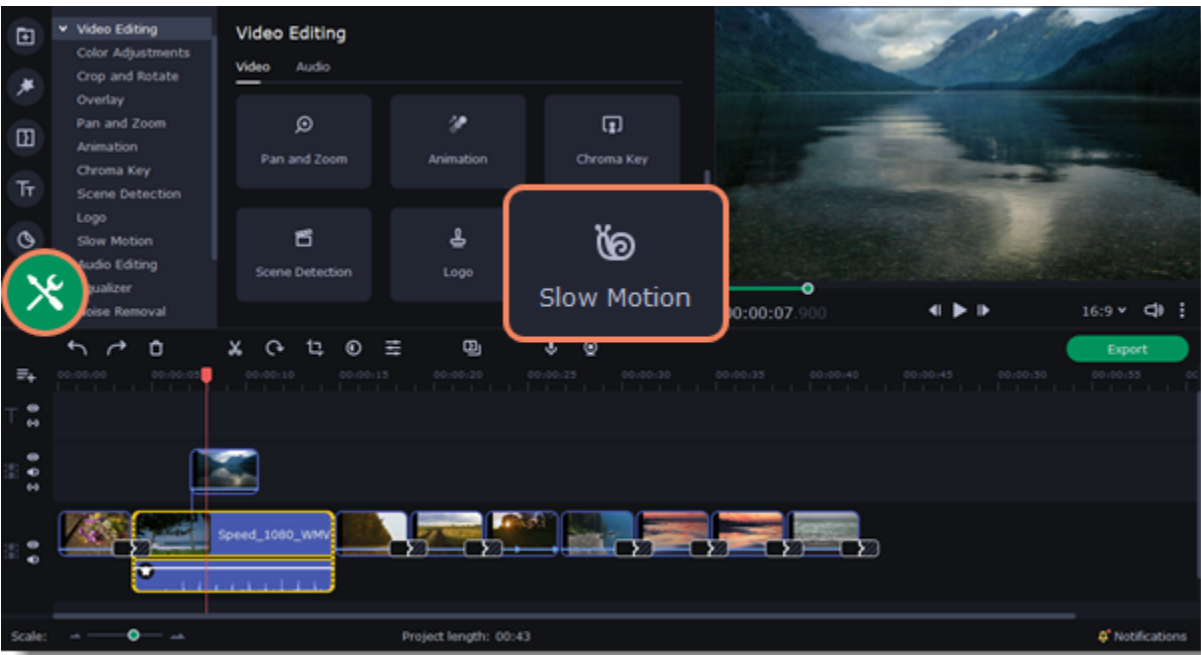 Video Editing
Color Adjustments
Crop and Rotate
Overlay
Pan and Zoom
Animation
Chroma Key
Scene Detection
Logo
Slow Motion
Audio Editing
Equalizer
Noise Removal
Video Editing
Video
Audio
Pan and Zoom
Animation
Chroma Key
Scene Detection
Logo
Slow Motion
00:00:07.900
16:9
Export
00:00:00
00:00:05
00:00:10
00:00:15
00:00:20
00:00:25
00:00:30
00:00:35
00:00:40
00:00:45
00:00:50
00:00:55
Speed_1080_WMV
Scale:
Project length: 00:43
Notifications